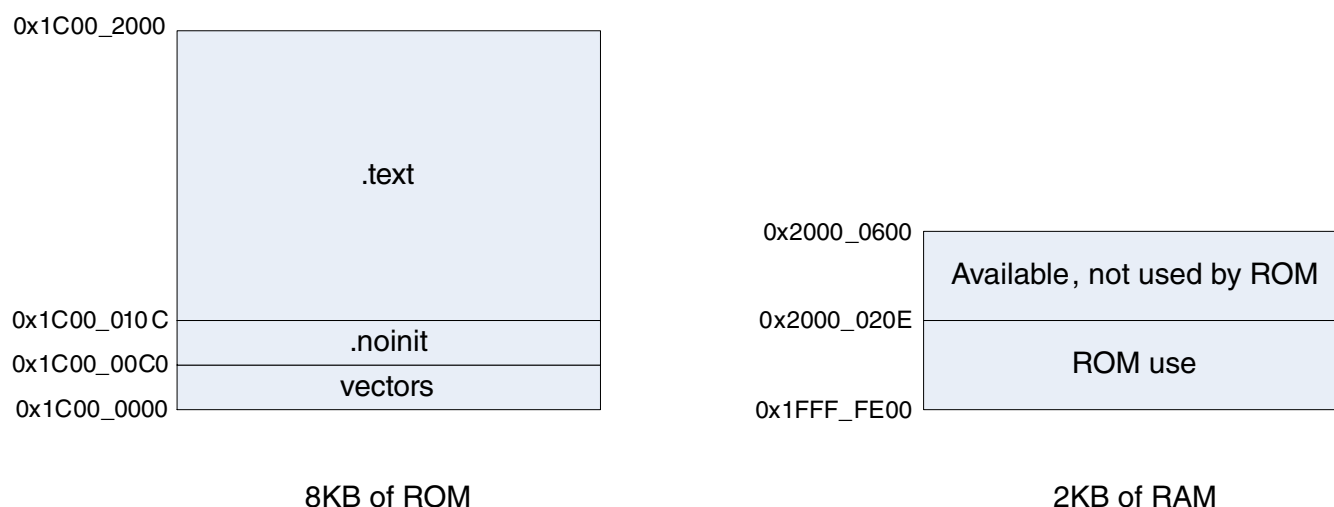 0x1C00_2000
.text
0x1C00_010C
.noinit
0x1C00_00C0
vectors
0x1C00_0000
8KB of ROM
0x2000_0600
Available, not used by ROM
0x2000_020E
ROM use
0x1FFF_FE00
2KB of RAM